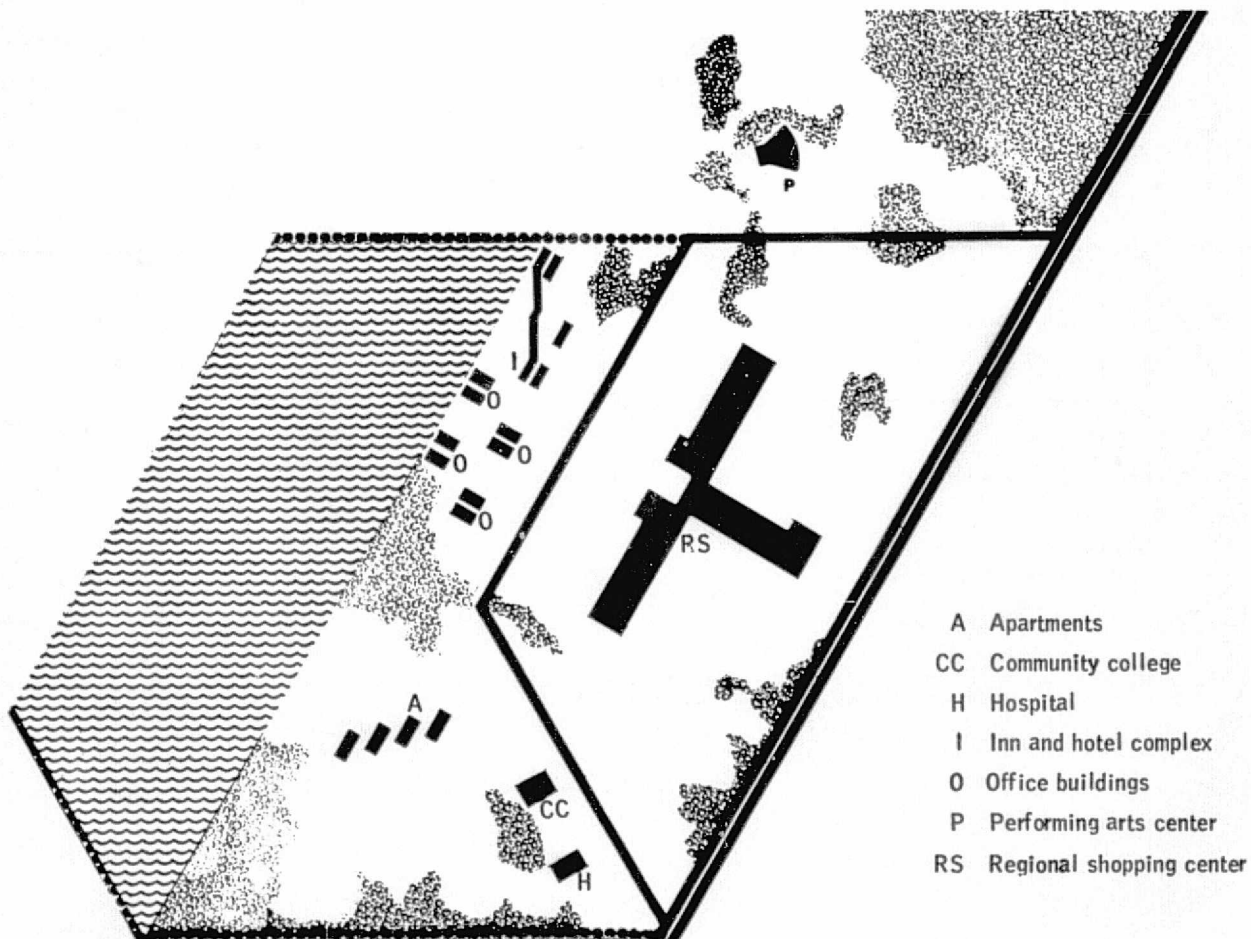 P
I
O
O
O
O
RS
A
CC
H
A Apartments
CC Community college
H Hospital
I Inn and hotel complex
O Office buildings
P Performing arts center
RS Regional shopping center